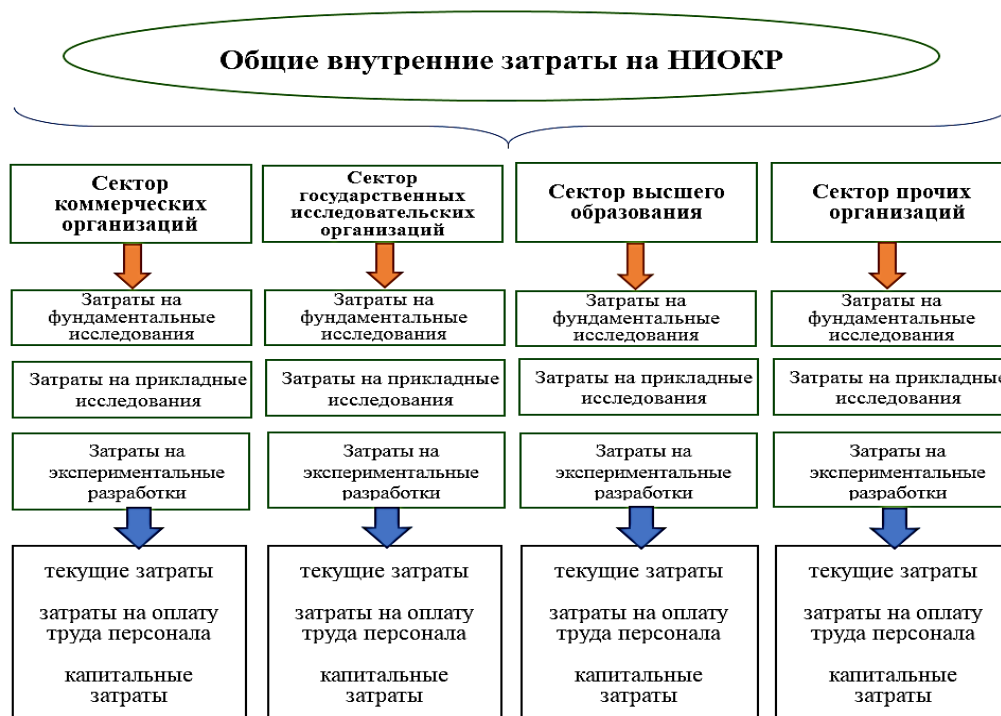 Общие внутренние затраты на НИОКР
Сектор
коммерческих
организаций
Сектор
государственных
исследовательских
организаций
Сектор высшего
образования
Сектор прочих
организаций
Затраты на
фундаментальные
исследования
Затраты на
фундаментальные
исследования
Затраты на
фундаментальные
исследования
Затраты на
фундаментальные
исследования
Затраты на прикладные
исследования
Затраты на прикладные
исследования
Затраты на прикладные
исследования
Затраты на прикладные
исследования
Затраты на
экспериментальные
разработки
Затраты на
экспериментальные
разработки
Затраты на
экспериментальные
разработки
Затраты на
экспериментальные
разработки
текущие затраты
затраты на оплату
труда персонала
капитальные
затраты
текущие затраты
затраты на оплату
труда персонала
капитальные
затраты
текущие затраты
затраты на оплату
труда персонала
капитальные
затраты
текущие затраты
затраты на оплату
труда персонала
капитальные
затраты